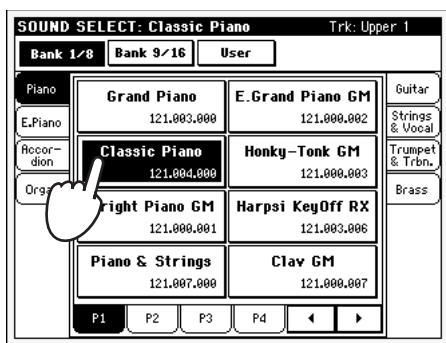 SOUND SELECT: Classic Piano Trk: Upper 1
Bank 1/8 Bank 9/16 User
Piano
E.Piano
Accor-
dion
Grand Piano
121.003.000
E.Grand Piano GM
121.000.002
Classic Piano
121.004.000
Honky-Tonk GM
121.000.003
right Piano GM
121.000.001
Harpsi KeyOff RX
121.003.006
Piano & Strings
121.007.000
Clav GM
121.000.007
Guitar
Strings
& Vocal
Trumpet
& Trbn.
Brass
P1 P2 P3 P4